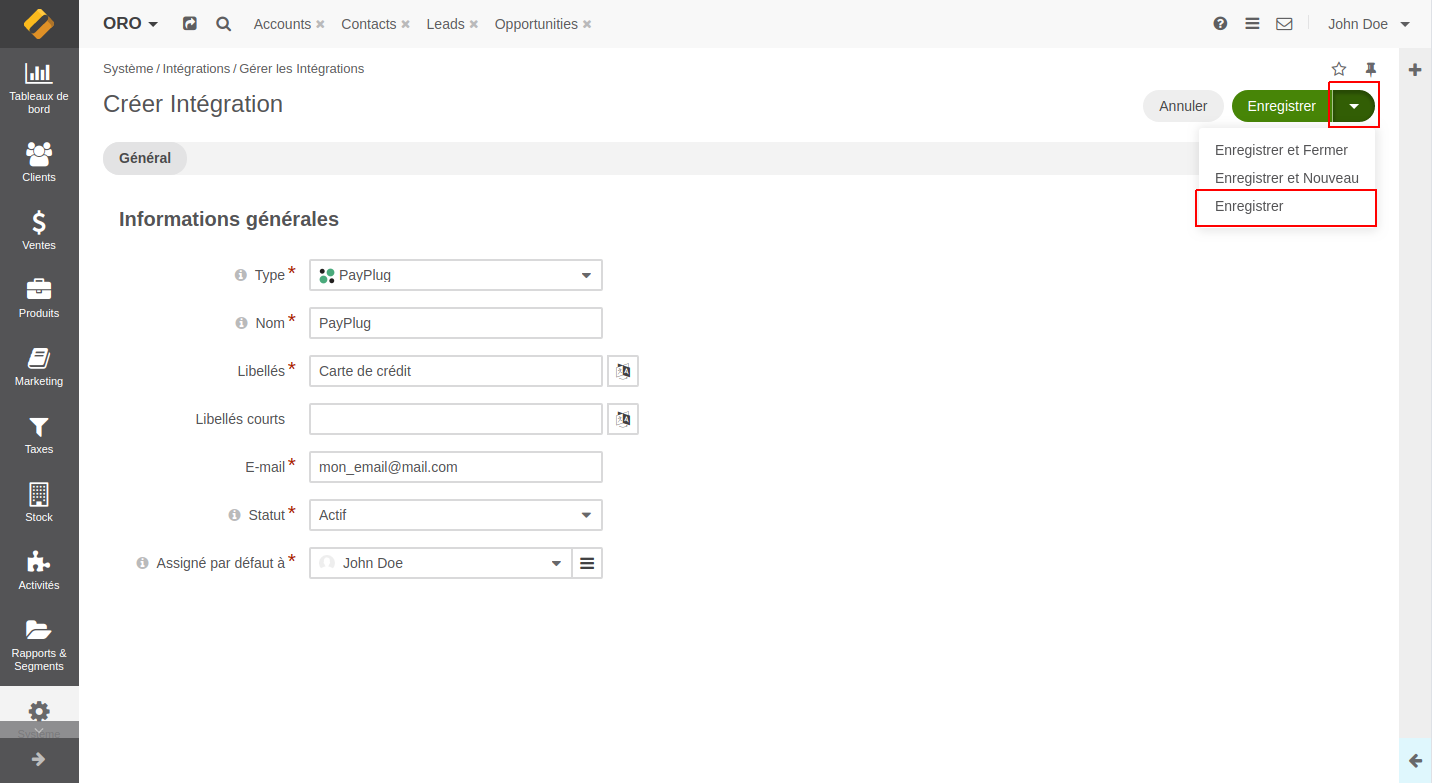 ORO
Accounts
Contacts
Leads
Opportunities
John Doe
Système / Intégrations / Gérer les Intégrations
Créer Intégration
Annuler
Enregistrer
Enregistrer et Fermer
Enregistrer et Nouveau
Enregistrer
Général
Informations générales
Type*
PayPlug
Nom*
PayPlug
Libellés*
Carte de crédit
Libellés courts
E-mail*
mon_email@mail.com
Statut*
Actif
Assigné par défaut à*
John Doe
Tableaux de
bord
Clients
Ventes
Produits
Marketing
Taxes
Stock
Activités
Rapports &
Segments
Système